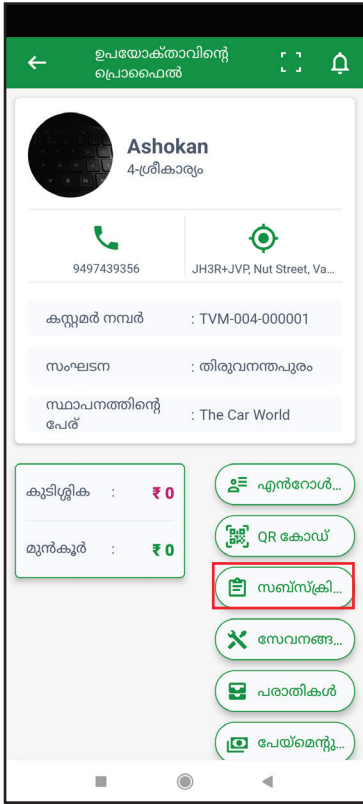 ഉപയോക്താവിന്റെ
പ്രൊഫൈൽ
Ashokan
4-ശ്രീകാര്യം
9497439356
JH3R+JVP, Nut Street, Va...
കസ്റ്റമർ നമ്പർ : TVM-004-000001
സംഘടന : തിരുവനന്തപുരം
സ്ഥാപനത്തിന്റെ
പേര് : The Car World
കുടിശ്ശിക : ₹ 0
മുൻകൂർ : ₹ 0
എൻറോൾ...
QR കോഡ്
സബ്സ്ക്രി...
സേവനങ്ങ...
പരാതികൾ
പേയ്മെന്റു...